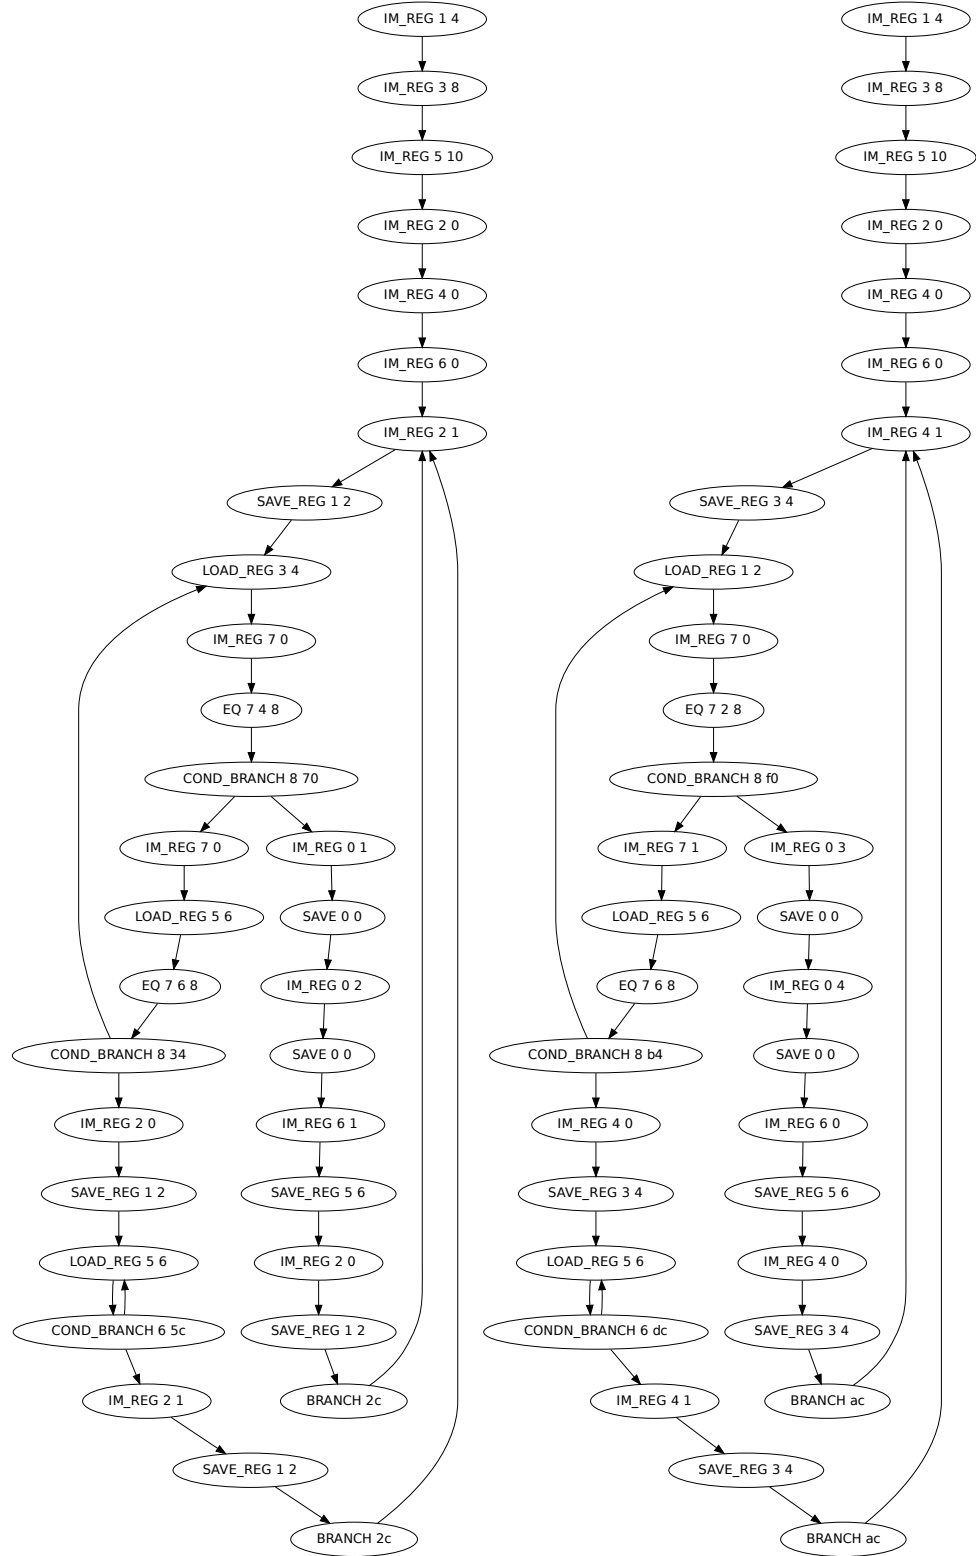 IM_REG 1 4
IM_REG 3 8
IM_REG 5 10
IM_REG 2 0
IM_REG 4 0
IM_REG 6 0
IM_REG 2 1
SAVE_REG 1 2
LOAD_REG 3 4
IM_REG 7 0
EQ 7 4 8
COND_BRANCH 8 70
IM_REG 7 0
LOAD_REG 5 6
EQ 7 6 8
COND_BRANCH 8 34
IM_REG 2 0
SAVE_REG 1 2
LOAD_REG 5 6
COND_BRANCH 6 5c
IM_REG 2 1
SAVE_REG 1 2
BRANCH 2c
IM_REG 0 1
SAVE 0 0
IM_REG 0 2
SAVE 0 0
IM_REG 6 1
SAVE_REG 5 6
IM_REG 2 0
SAVE_REG 1 2
BRANCH 2c
IM_REG 1 4
IM_REG 3 8
IM_REG 5 10
IM_REG 2 0
IM_REG 4 0
IM_REG 6 0
IM_REG 4 1
SAVE_REG 3 4
LOAD_REG 1 2
IM_REG 7 0
EQ 7 2 8
COND_BRANCH 8 f0
IM_REG 7 1
LOAD_REG 5 6
EQ 7 6 8
COND_BRANCH 8 b4
IM_REG 4 0
SAVE_REG 3 4
LOAD_REG 5 6
CONDN_BRANCH 6 dc
IM_REG 4 1
SAVE_REG 3 4
BRANCH ac
IM_REG 0 3
SAVE 0 0
IM_REG 0 4
SAVE 0 0
IM_REG 6 0
SAVE_REG 5 6
IM_REG 4 0
SAVE_REG 3 4
BRANCH ac